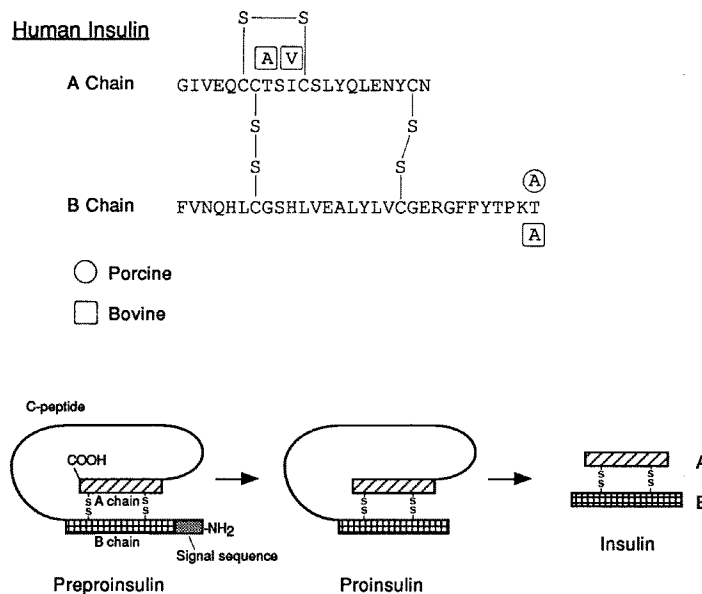 Human Insulin
S S
A V
A Chain GIVEQCCTSICSLYQLENYCN
S S
S S
A
B Chain FVNQHLCGSHLVEALYLVCGERGFFYTPKT
A
Porcine
Bovine
C-peptide
COOH
A chain
S S
S S
B chain
-NH2
Signal sequence
Preproinsulin
S S
S S
Proinsulin
A
S S
S S
B
Insulin